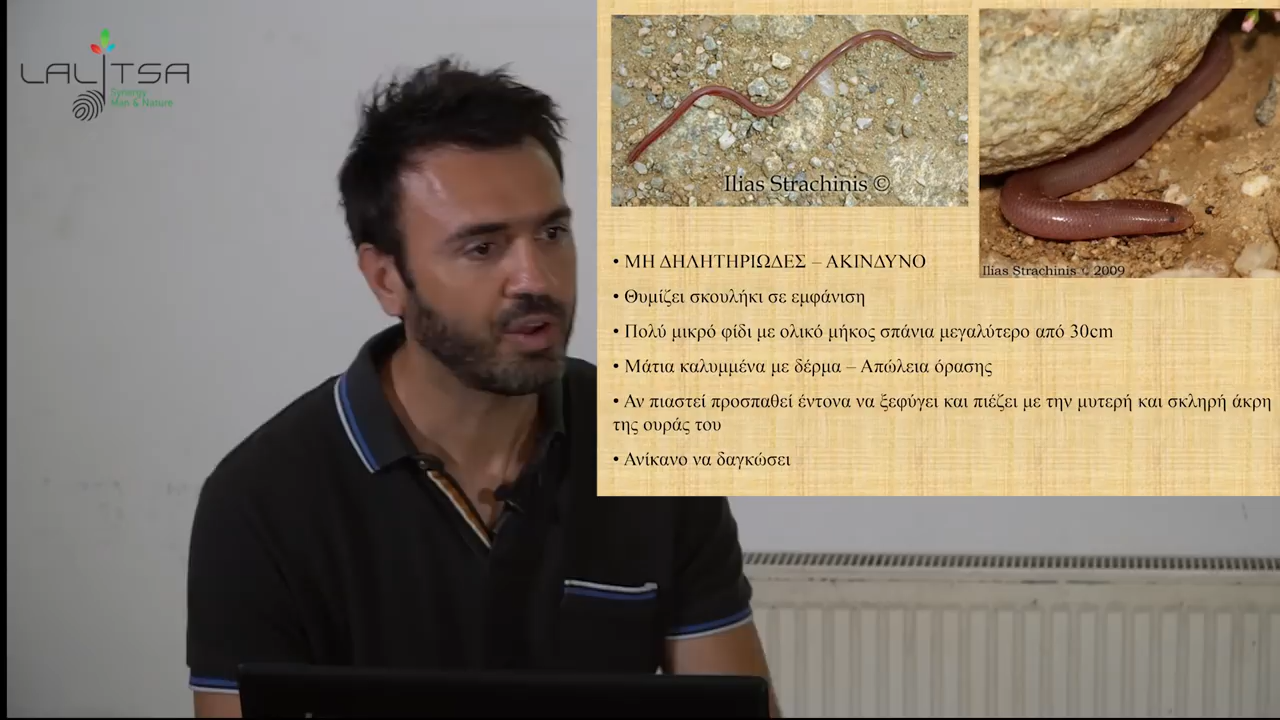 LALITSA
Synergy
Man & Nature
Ilias Strachinis ©
Ilias Strachinis © 2009
• ΜΗ ΔΗΛΗΤΗΡΙΩΔΕΣ – ΑΚΙΝΔΥΝΟ
• Θυμίζει σκουλήκι σε εμφάνιση
• Πολύ μικρό φίδι με ολικό μήκος σπάνια μεγαλύτερο από 30cm
• Μάτια καλυμμένα με δέρμα – Απώλεια όρασης
• Αν πιαστεί προσπαθεί έντονα να ξεφύγει και πιέζει με την μυτερή και σκληρή άκρη
της ουράς του
• Ανίκανο να δαγκώσει